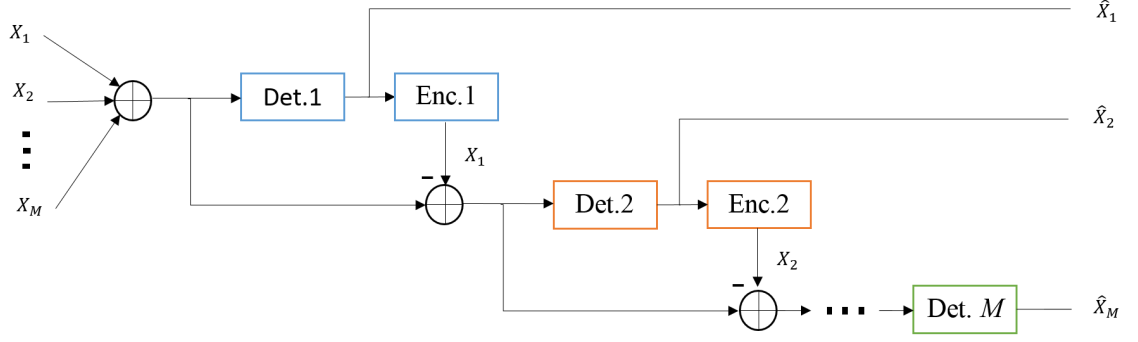 X̂₁
X₁
X₂
Det.1
Enc.1
X̂₂
X₁
−
X_M
Det.2
Enc.2
X₂
−
Det. M
X̂_M